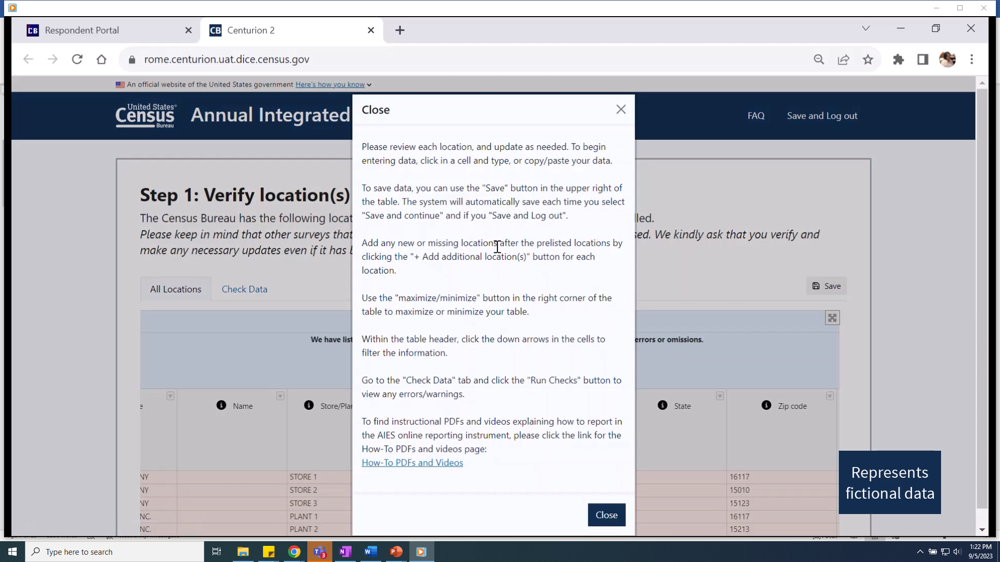 Respondent Portal
Centurion 2
rome.centurion.uat.dice.census.gov
An official website of the United States government Here's how you know
United States®
Census
Bureau
Annual Integrated
FAQ
Save and Log out
Close
Please review each location, and update as needed. To begin
entering data, click in a cell and type, or copy/paste your data.
To save data, you can use the "Save" button in the upper right of
the table. The system will automatically save each time you select
"Save and continue" and if you "Save and Log out".
Add any new or missing locations after the prelisted locations by
clicking the "+ Add additional location(s)" button for each
location.
Use the "maximize/minimize" button in the right corner of the
table to maximize or minimize your table.
Within the table header, click the down arrows in the cells to
filter the information.
Go to the "Check Data" tab and click the "Run Checks" button to
view any errors/warnings.
To find instructional PDFs and videos explaining how to report in
the AIES online reporting instrument, please click the link for the
How-To PDFs and videos page:
How-To PDFs and Videos
Close
Step 1: Verify location(s)
The Census Bureau has the following locat
led.
Please keep in mind that other surveys that
sed. We kindly ask that you verify and
make any necessary updates even if it has b
All Locations
Check Data
Save
We have list
errors or omissions.
e
Name
Store/Plan
State
Zip code
NY STORE 1 16117
NY STORE 2 15010
NY STORE 3 15123
NC. PLANT 1 16117
NC. PLANT 2 15213
Represents
fictional data
Type here to search
3
1:22 PM
9/5/2023